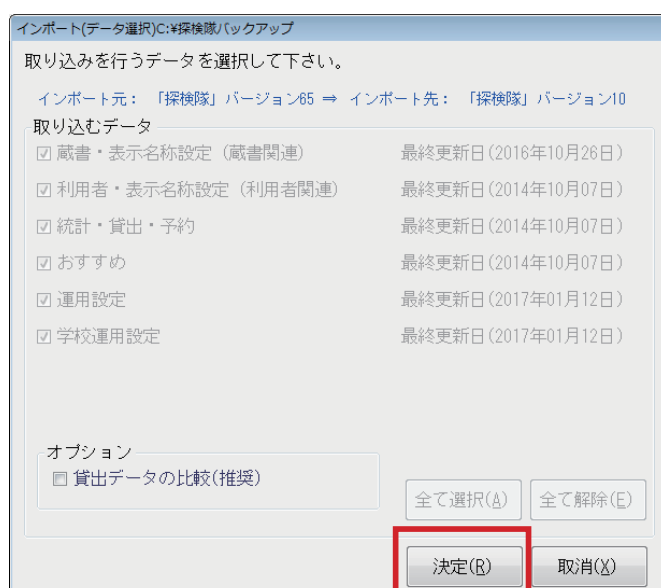 インポート(データ選択)C:¥探検隊バックアップ
取り込みを行うデータを選択して下さい。
インポート元： 「探検隊」バージョン65 ⇒ インポート先： 「探検隊」バージョン10
取り込むデータ
蔵書・表示名称設定（蔵書関連） 最終更新日(2016年10月26日)
利用者・表示名称設定（利用者関連） 最終更新日(2014年10月07日)
統計・貸出・予約 最終更新日(2014年10月07日)
おすすめ 最終更新日(2014年10月07日)
運用設定 最終更新日(2017年01月12日)
学校運用設定 最終更新日(2017年01月12日)
オプション
貸出データの比較(推奨)
全て選択(A) 全て解除(E)
決定(R) 取消(X)